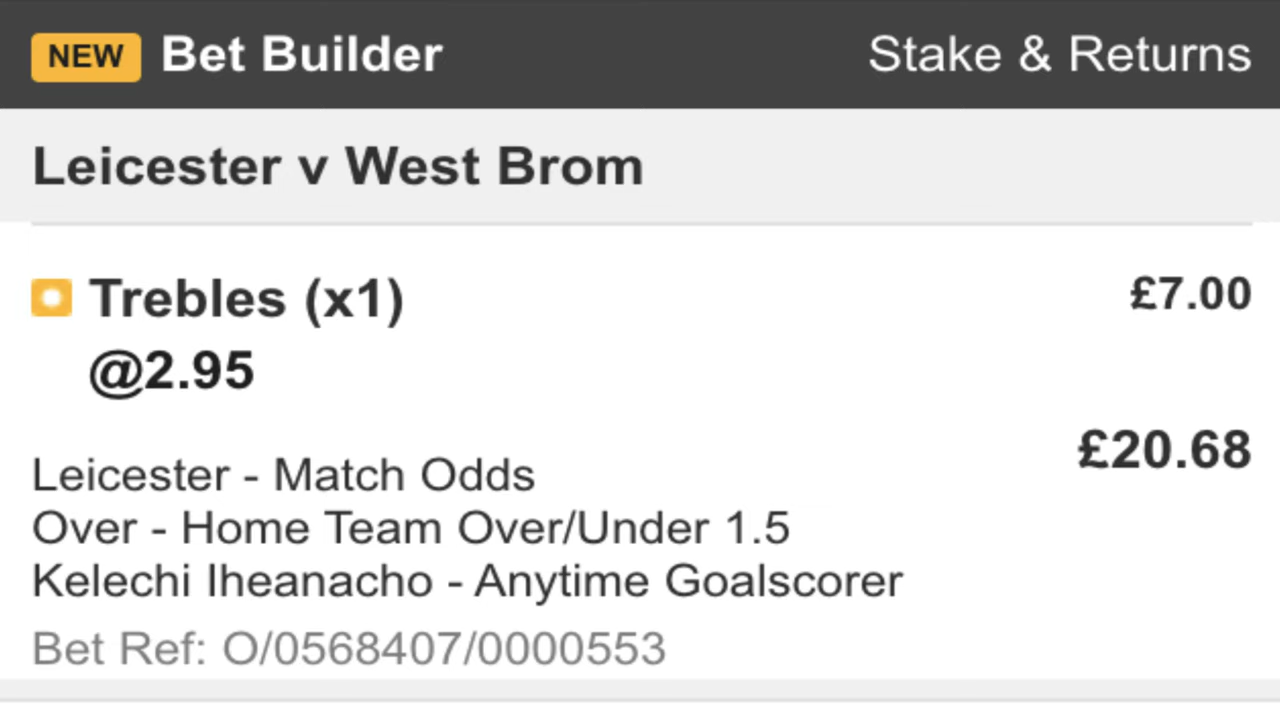 NEW Bet Builder Stake & Returns
Leicester v West Brom
Trebles (x1) £7.00
@2.95
£20.68
Leicester - Match Odds
Over - Home Team Over/Under 1.5
Kelechi Iheanacho - Anytime Goalscorer
Bet Ref: O/0568407/0000553